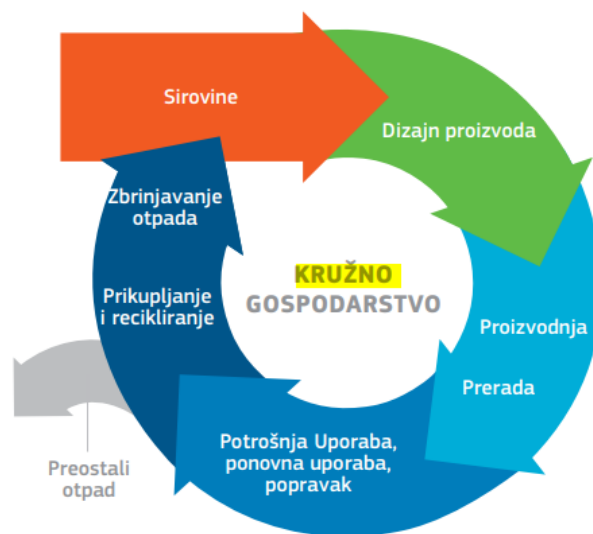 Sirovine
Dizajn proizvoda
Proizvodnja
Prerada
Potrošnja Uporaba,
ponovna uporaba,
popravak
Prikupljanje
i recikliranje
Zbrinjavanje
otpada
Preostali
otpad
KRUŽNO
GOSPODARSTVO